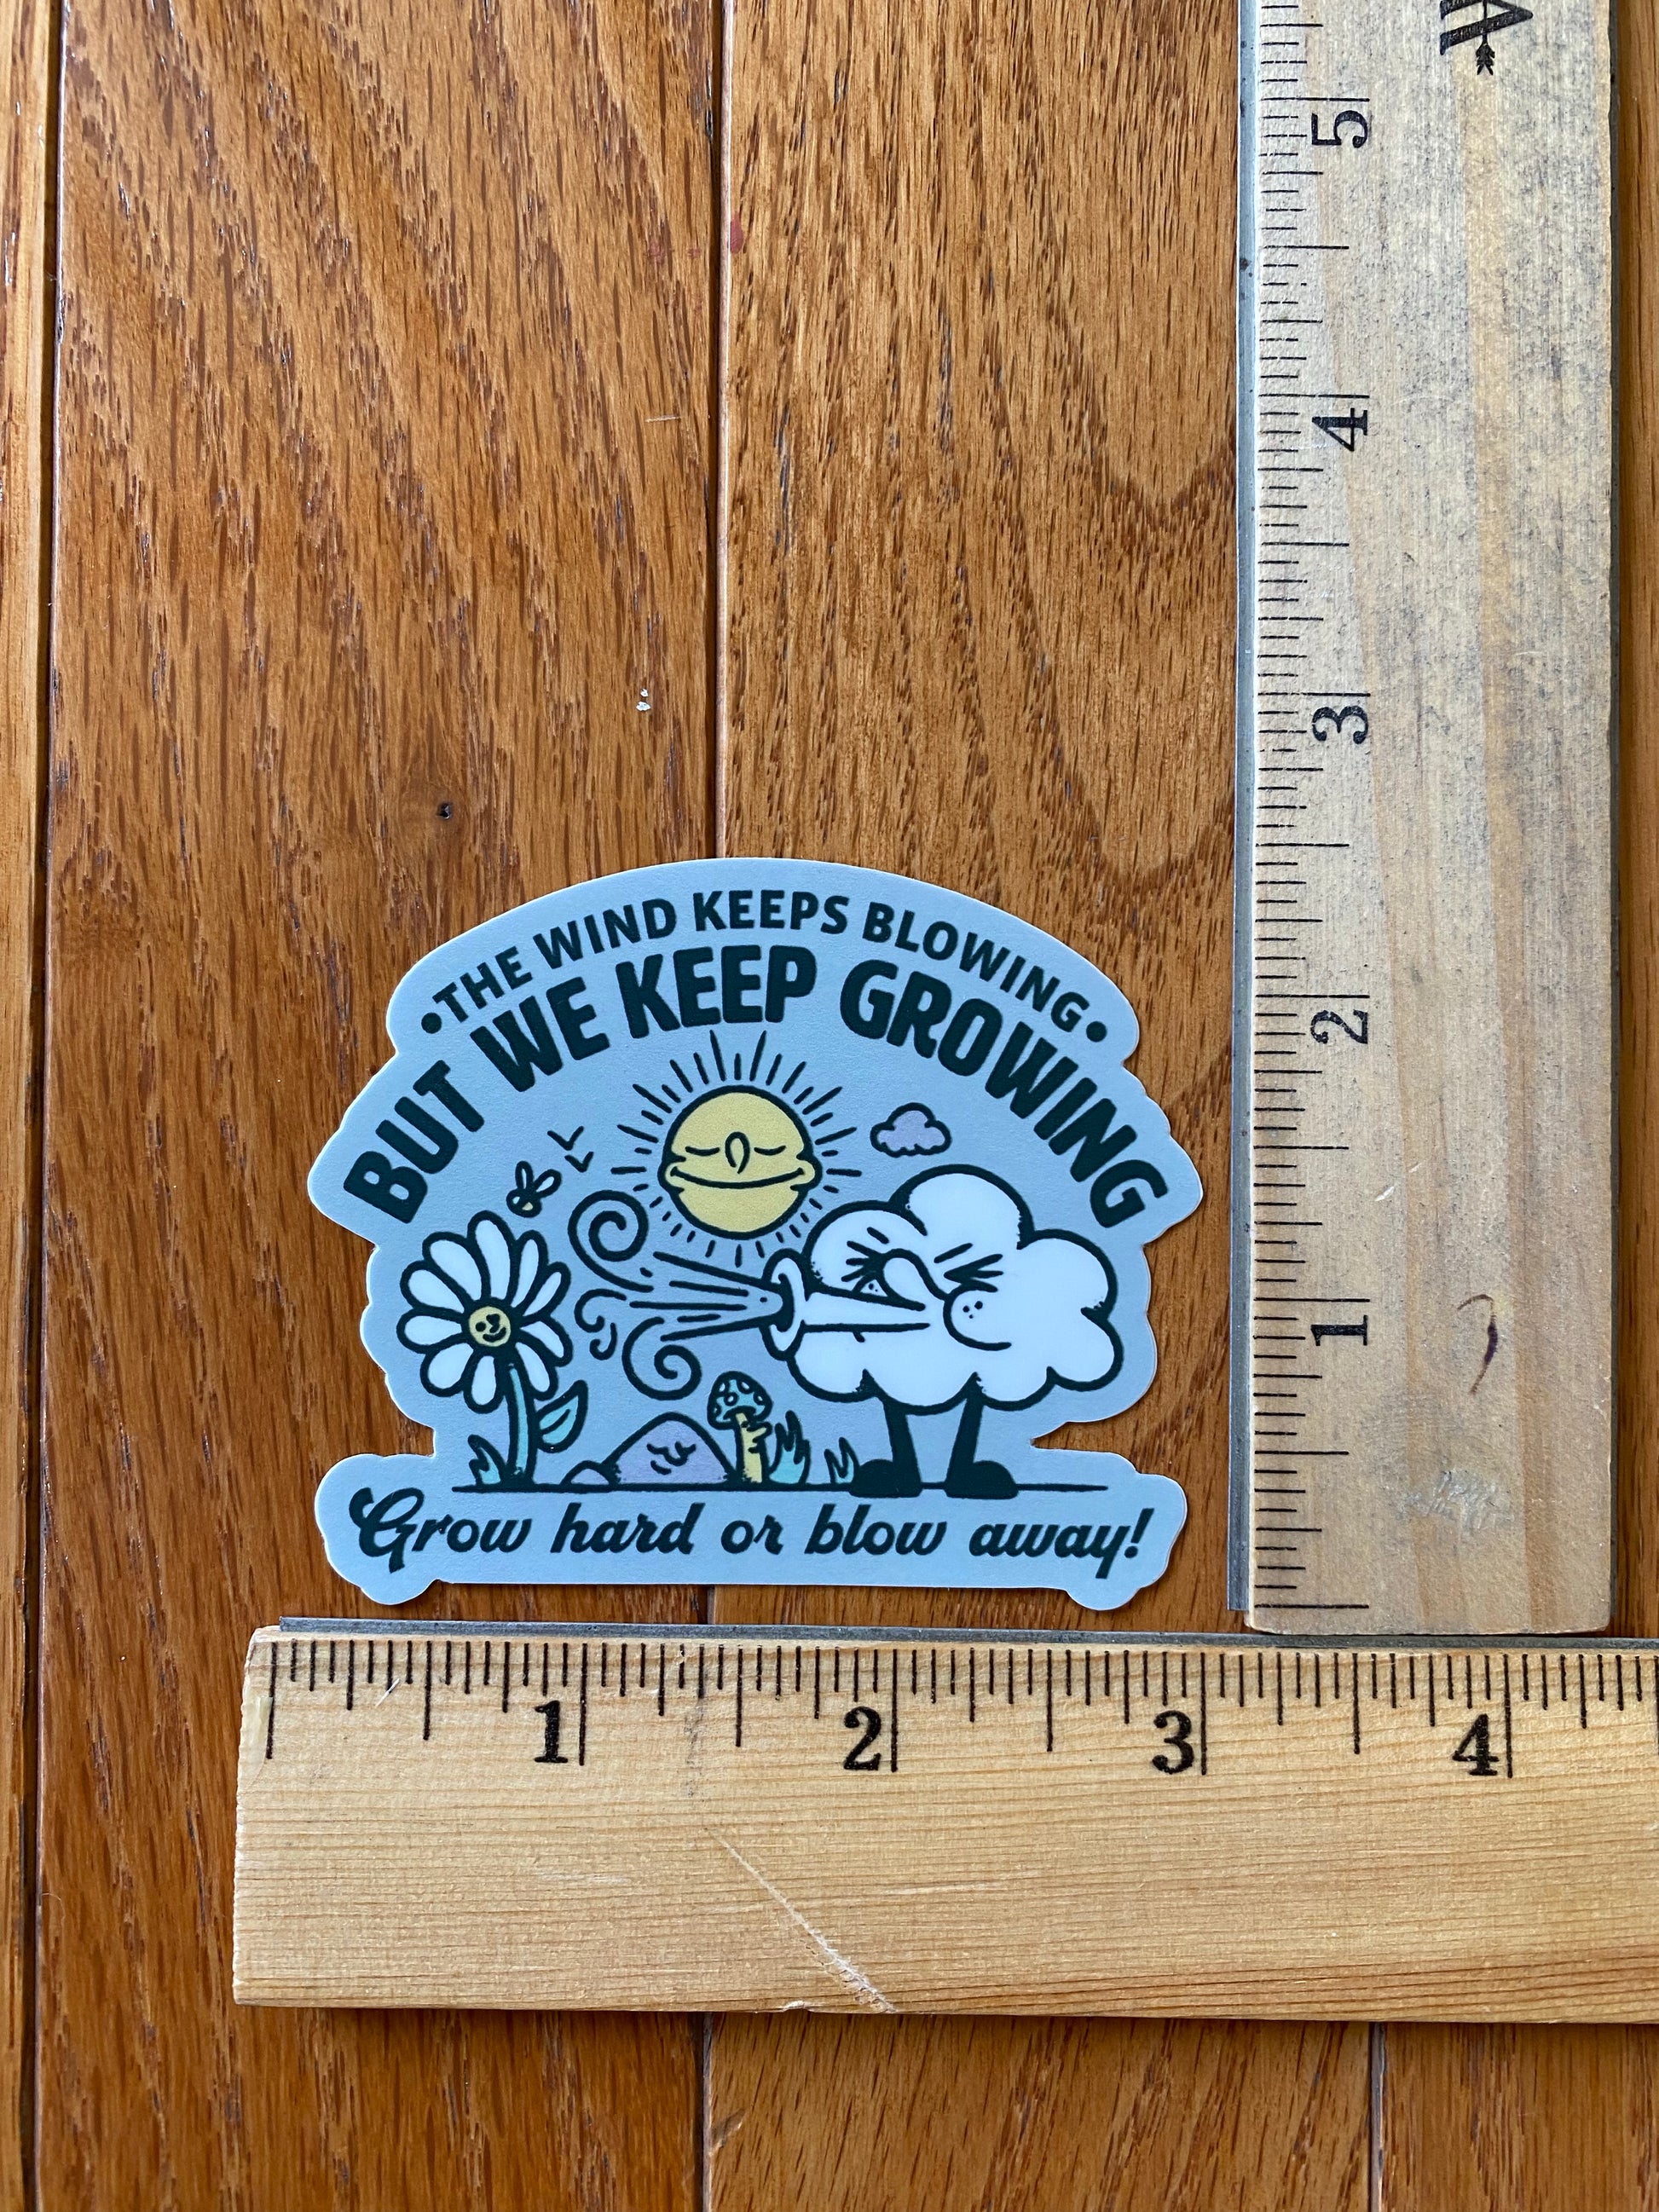 • THE WIND KEEPS BLOWING •
BUT WE KEEP GROWING
Grow hard or blow away!
5
4
3
2
1
1 2 3 4